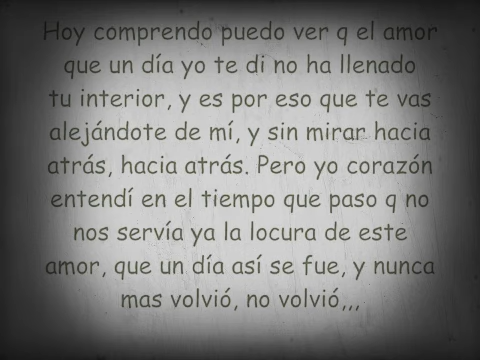 Hoy comprendo puedo ver q el amor
que un día yo te di no ha llenado
tu interior, y es por eso que te vas
alejándote de mí, y sin mirar hacia
atrás, hacia atrás. Pero yo corazón
entendí en el tiempo que paso q no
nos servía ya la locura de este
amor, que un día así se fue, y nunca
mas volvió, no volvió,,,